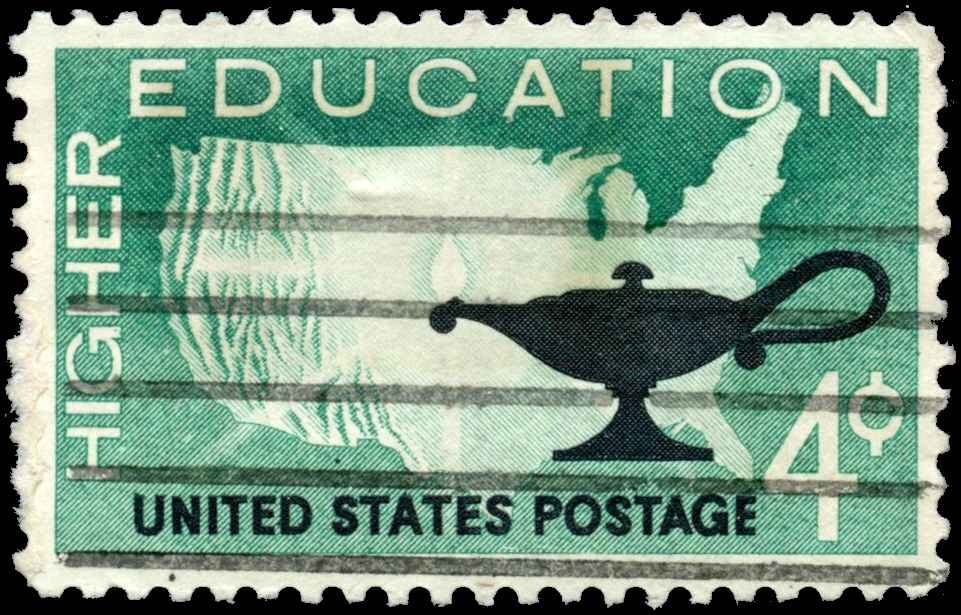 HIGHER
EDUCATION
4¢
UNITED STATES POSTAGE